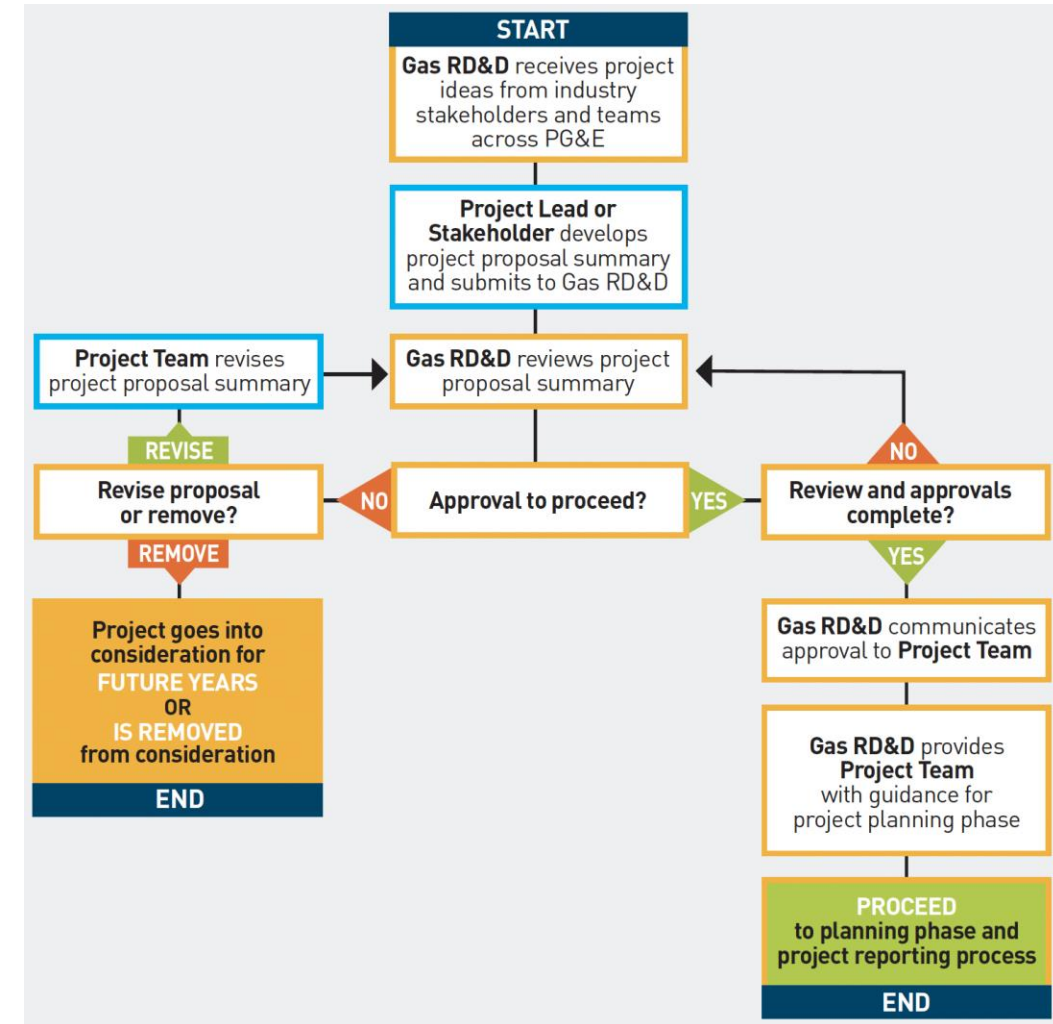 START
Gas RD&D receives project
ideas from industry
stakeholders and teams
across PG&E
Project Lead or
Stakeholder develops
project proposal summary
and submits to Gas RD&D
Project Team revises
project proposal summary
Gas RD&D reviews project
proposal summary
REVISE
NO
Revise proposal
or remove?
NO
Approval to proceed?
YES
Review and approvals
complete?
REMOVE
YES
Project goes into
consideration for
FUTURE YEARS
OR
IS REMOVED
from consideration
END
Gas RD&D communicates
approval to Project Team
Gas RD&D provides
Project Team
with guidance for
project planning phase
PROCEED
to planning phase and
project reporting process
END